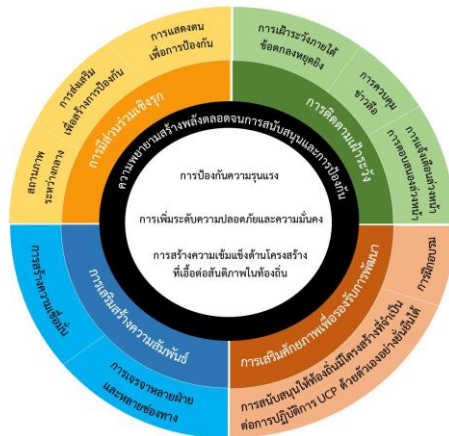 การแสดงตน
เพื่อการป้องกัน
การส่งเสริม
เพื่อสร้างการป้องกัน
สถานภาพ
ระหว่างกลาง
การมีส่วนร่วมเชิงรุก
การเฝ้าระวังภายใต้
ข้อตกลงหยุดยิง
การควบคุม
ข่าวลือ
การแจ้งเตือนล่วงหน้า
การตอบสนองล่วงหน้า
การติดตามเฝ้าระวัง
ความพยายามสร้างพลังตลอดจนการสนับสนุนและการป้องกัน
การป้องกันความรุนแรง
การเพิ่มระดับความปลอดภัยและความมั่นคง
การสร้างความเข้มแข็งด้านโครงสร้าง
ที่เอื้อต่อสันติภาพในท้องถิ่น
การเสริมสร้างความสัมพันธ์
การสร้างความเชื่อมั่น
การเจรจาหลายฝ่าย
และหลายช่องทาง
การเสริมศักยภาพเพื่อรองรับการพัฒนา
การฝึกอบรม
การสนับสนุนให้ท้องถิ่นมีโครงสร้างที่จำเป็น
ต่อการปฏิบัติการ UCP ด้วยตัวเองอย่างยั่งยืนได้